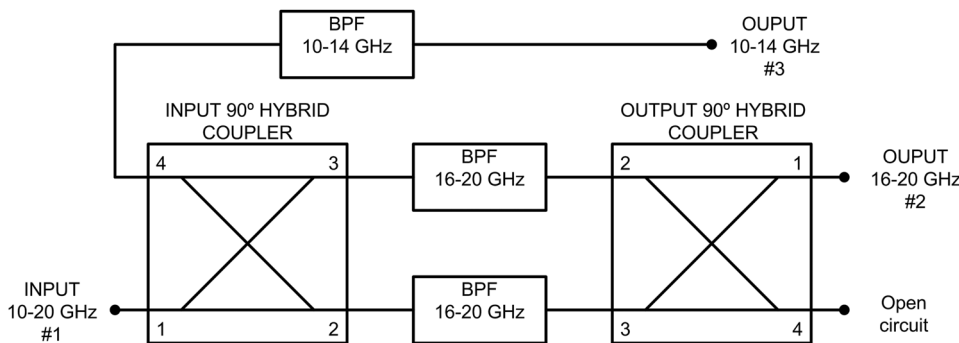 BPF
10-14 GHz
OUPUT
10-14 GHz
#3
INPUT 90º HYBRID
COUPLER
OUTPUT 90º HYBRID
COUPLER
4
3
BPF
16-20 GHz
2
1
OUPUT
16-20 GHz
#2
INPUT
10-20 GHz
#1
1
2
BPF
16-20 GHz
3
4
Open
circuit